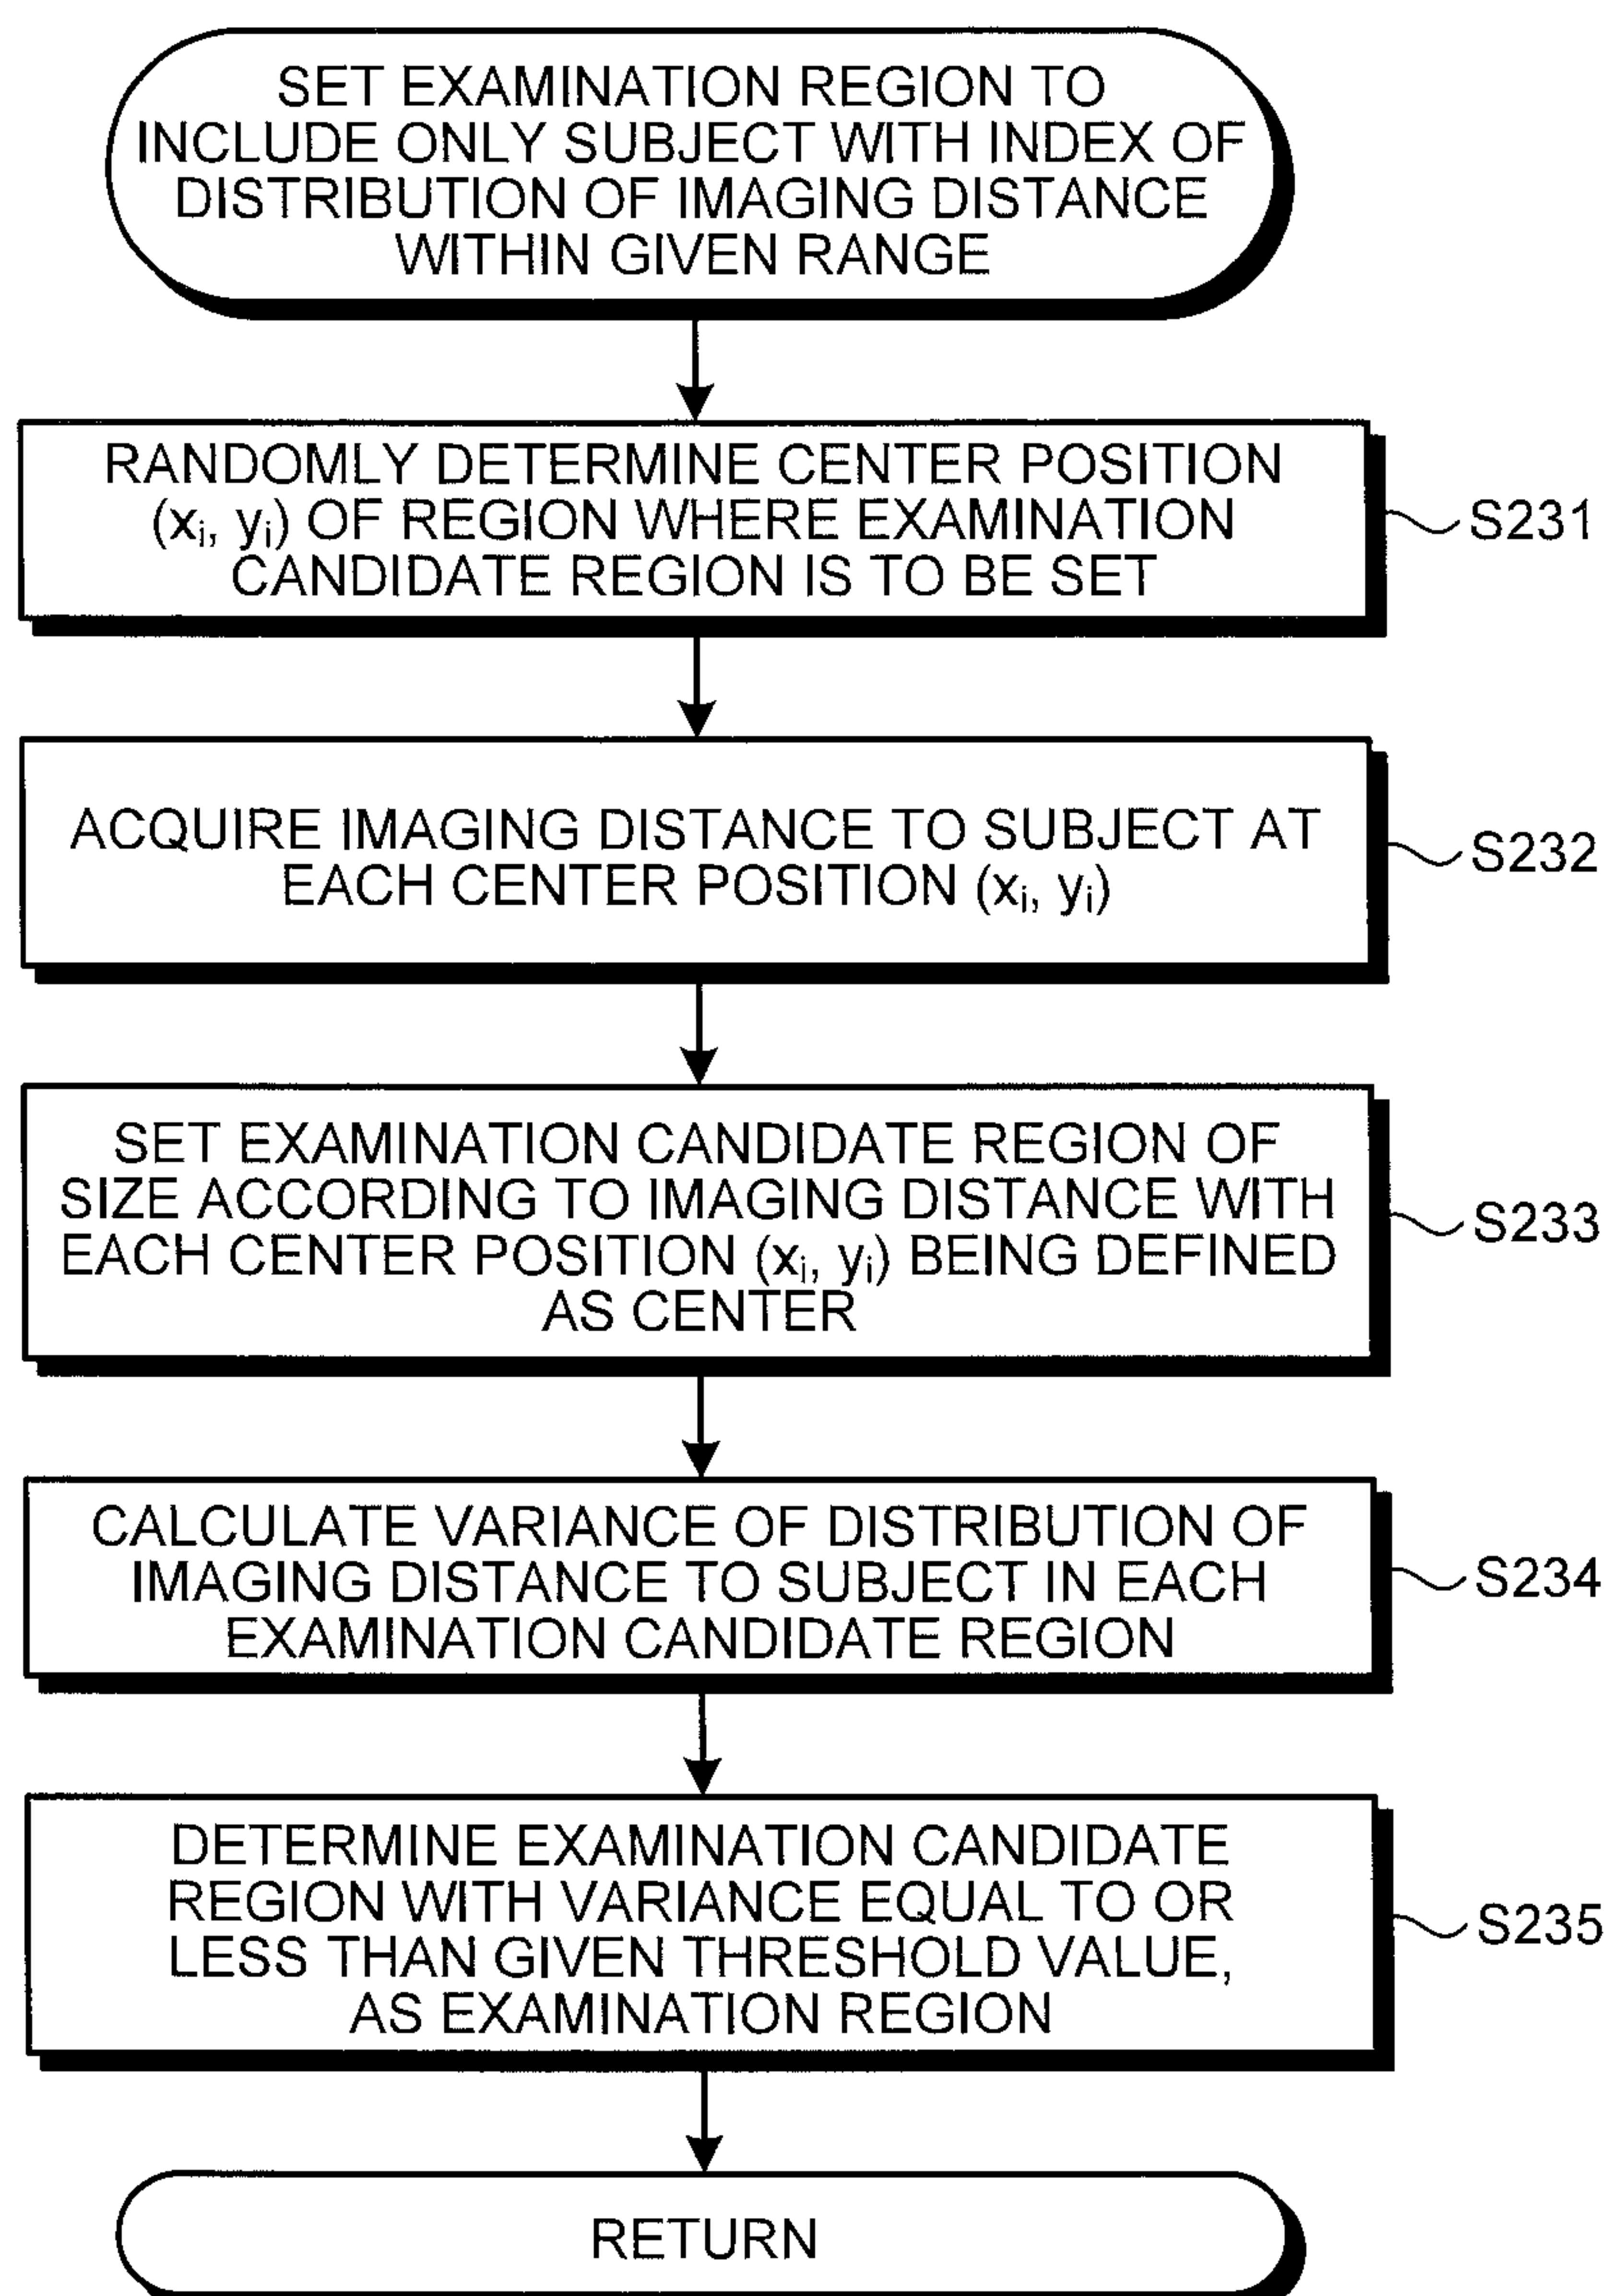 SET EXAMINATION REGION TO
INCLUDE ONLY SUBJECT WITH INDEX OF
DISTRIBUTION OF IMAGING DISTANCE
WITHIN GIVEN RANGE
RANDOMLY DETERMINE CENTER POSITION
(xᵢ, yᵢ) OF REGION WHERE EXAMINATION
CANDIDATE REGION IS TO BE SET
S231
ACQUIRE IMAGING DISTANCE TO SUBJECT AT
EACH CENTER POSITION (xᵢ, yᵢ)
S232
SET EXAMINATION CANDIDATE REGION OF
SIZE ACCORDING TO IMAGING DISTANCE WITH
EACH CENTER POSITION (xᵢ, yᵢ) BEING DEFINED
AS CENTER
S233
CALCULATE VARIANCE OF DISTRIBUTION OF
IMAGING DISTANCE TO SUBJECT IN EACH
EXAMINATION CANDIDATE REGION
S234
DETERMINE EXAMINATION CANDIDATE
REGION WITH VARIANCE EQUAL TO OR
LESS THAN GIVEN THRESHOLD VALUE,
AS EXAMINATION REGION
S235
RETURN